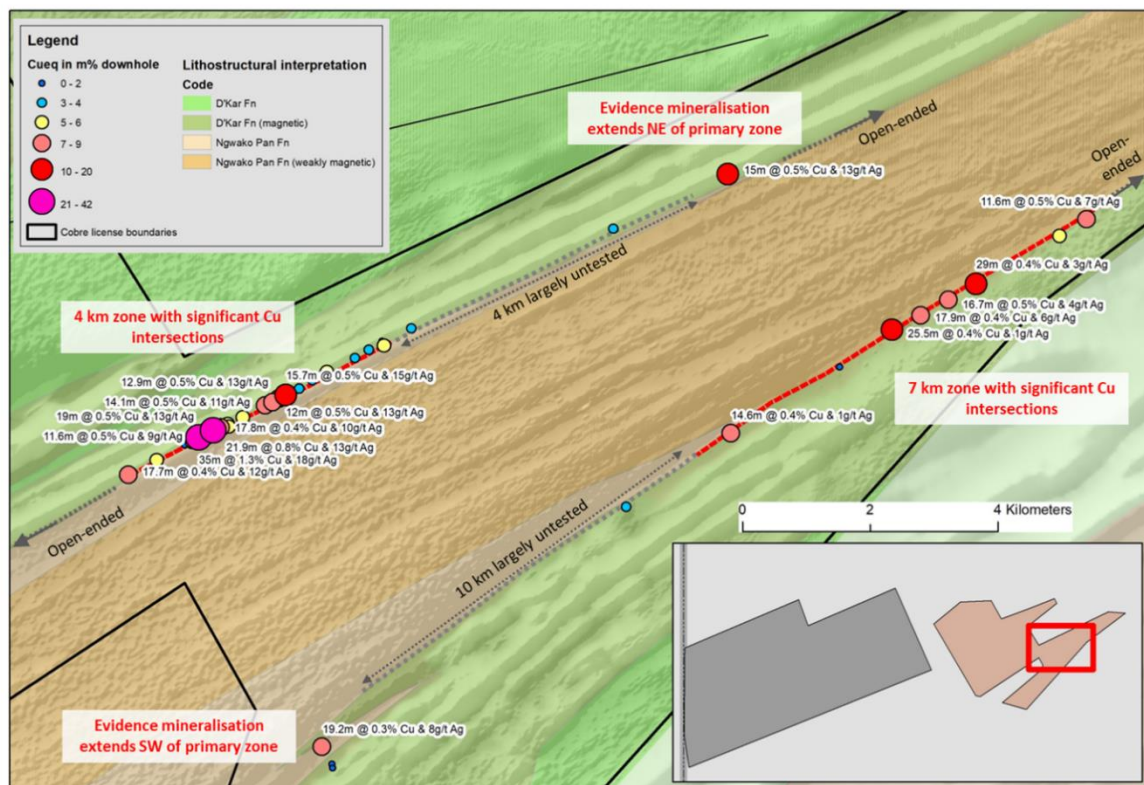 Legend
Cueq in m% downhole
0 - 2
3 - 4
5 - 6
7 - 9
10 - 20
21 - 42
Cobre license boundaries
Lithostructural interpretation
Code
D'Kar Fn
D'Kar Fn (magnetic)
Ngwako Pan Fn
Ngwako Pan Fn (weakly magnetic)
Evidence mineralisation
extends NE of primary zone
Open-ended
Open-
ended
15m @ 0.5% Cu & 13g/t Ag
11.6m @ 0.5% Cu & 7g/t Ag
4 km largely untested
29m @ 0.4% Cu & 3g/t Ag
16.7m @ 0.5% Cu & 4g/t Ag
17.9m @ 0.4% Cu & 6g/t Ag
25.5m @ 0.4% Cu & 1g/t Ag
4 km zone with significant Cu
intersections
7 km zone with significant Cu
intersections
12.9m @ 0.5% Cu & 13g/t Ag
15.7m @ 0.5% Cu & 15g/t Ag
14.1m @ 0.5% Cu & 11g/t Ag
12m @ 0.5% Cu & 13g/t Ag
19m @ 0.5% Cu & 13g/t Ag
17.8m @ 0.4% Cu & 10g/t Ag
11.6m @ 0.5% Cu & 9g/t Ag
21.9m @ 0.8% Cu & 13g/t Ag
35m @ 1.3% Cu & 18g/t Ag
17.7m @ 0.4% Cu & 12g/t Ag
14.6m @ 0.4% Cu & 1g/t Ag
Open-ended
10 km largely untested
0 2 4 Kilometers
Evidence mineralisation
extends SW of primary zone
19.2m @ 0.3% Cu & 8g/t Ag